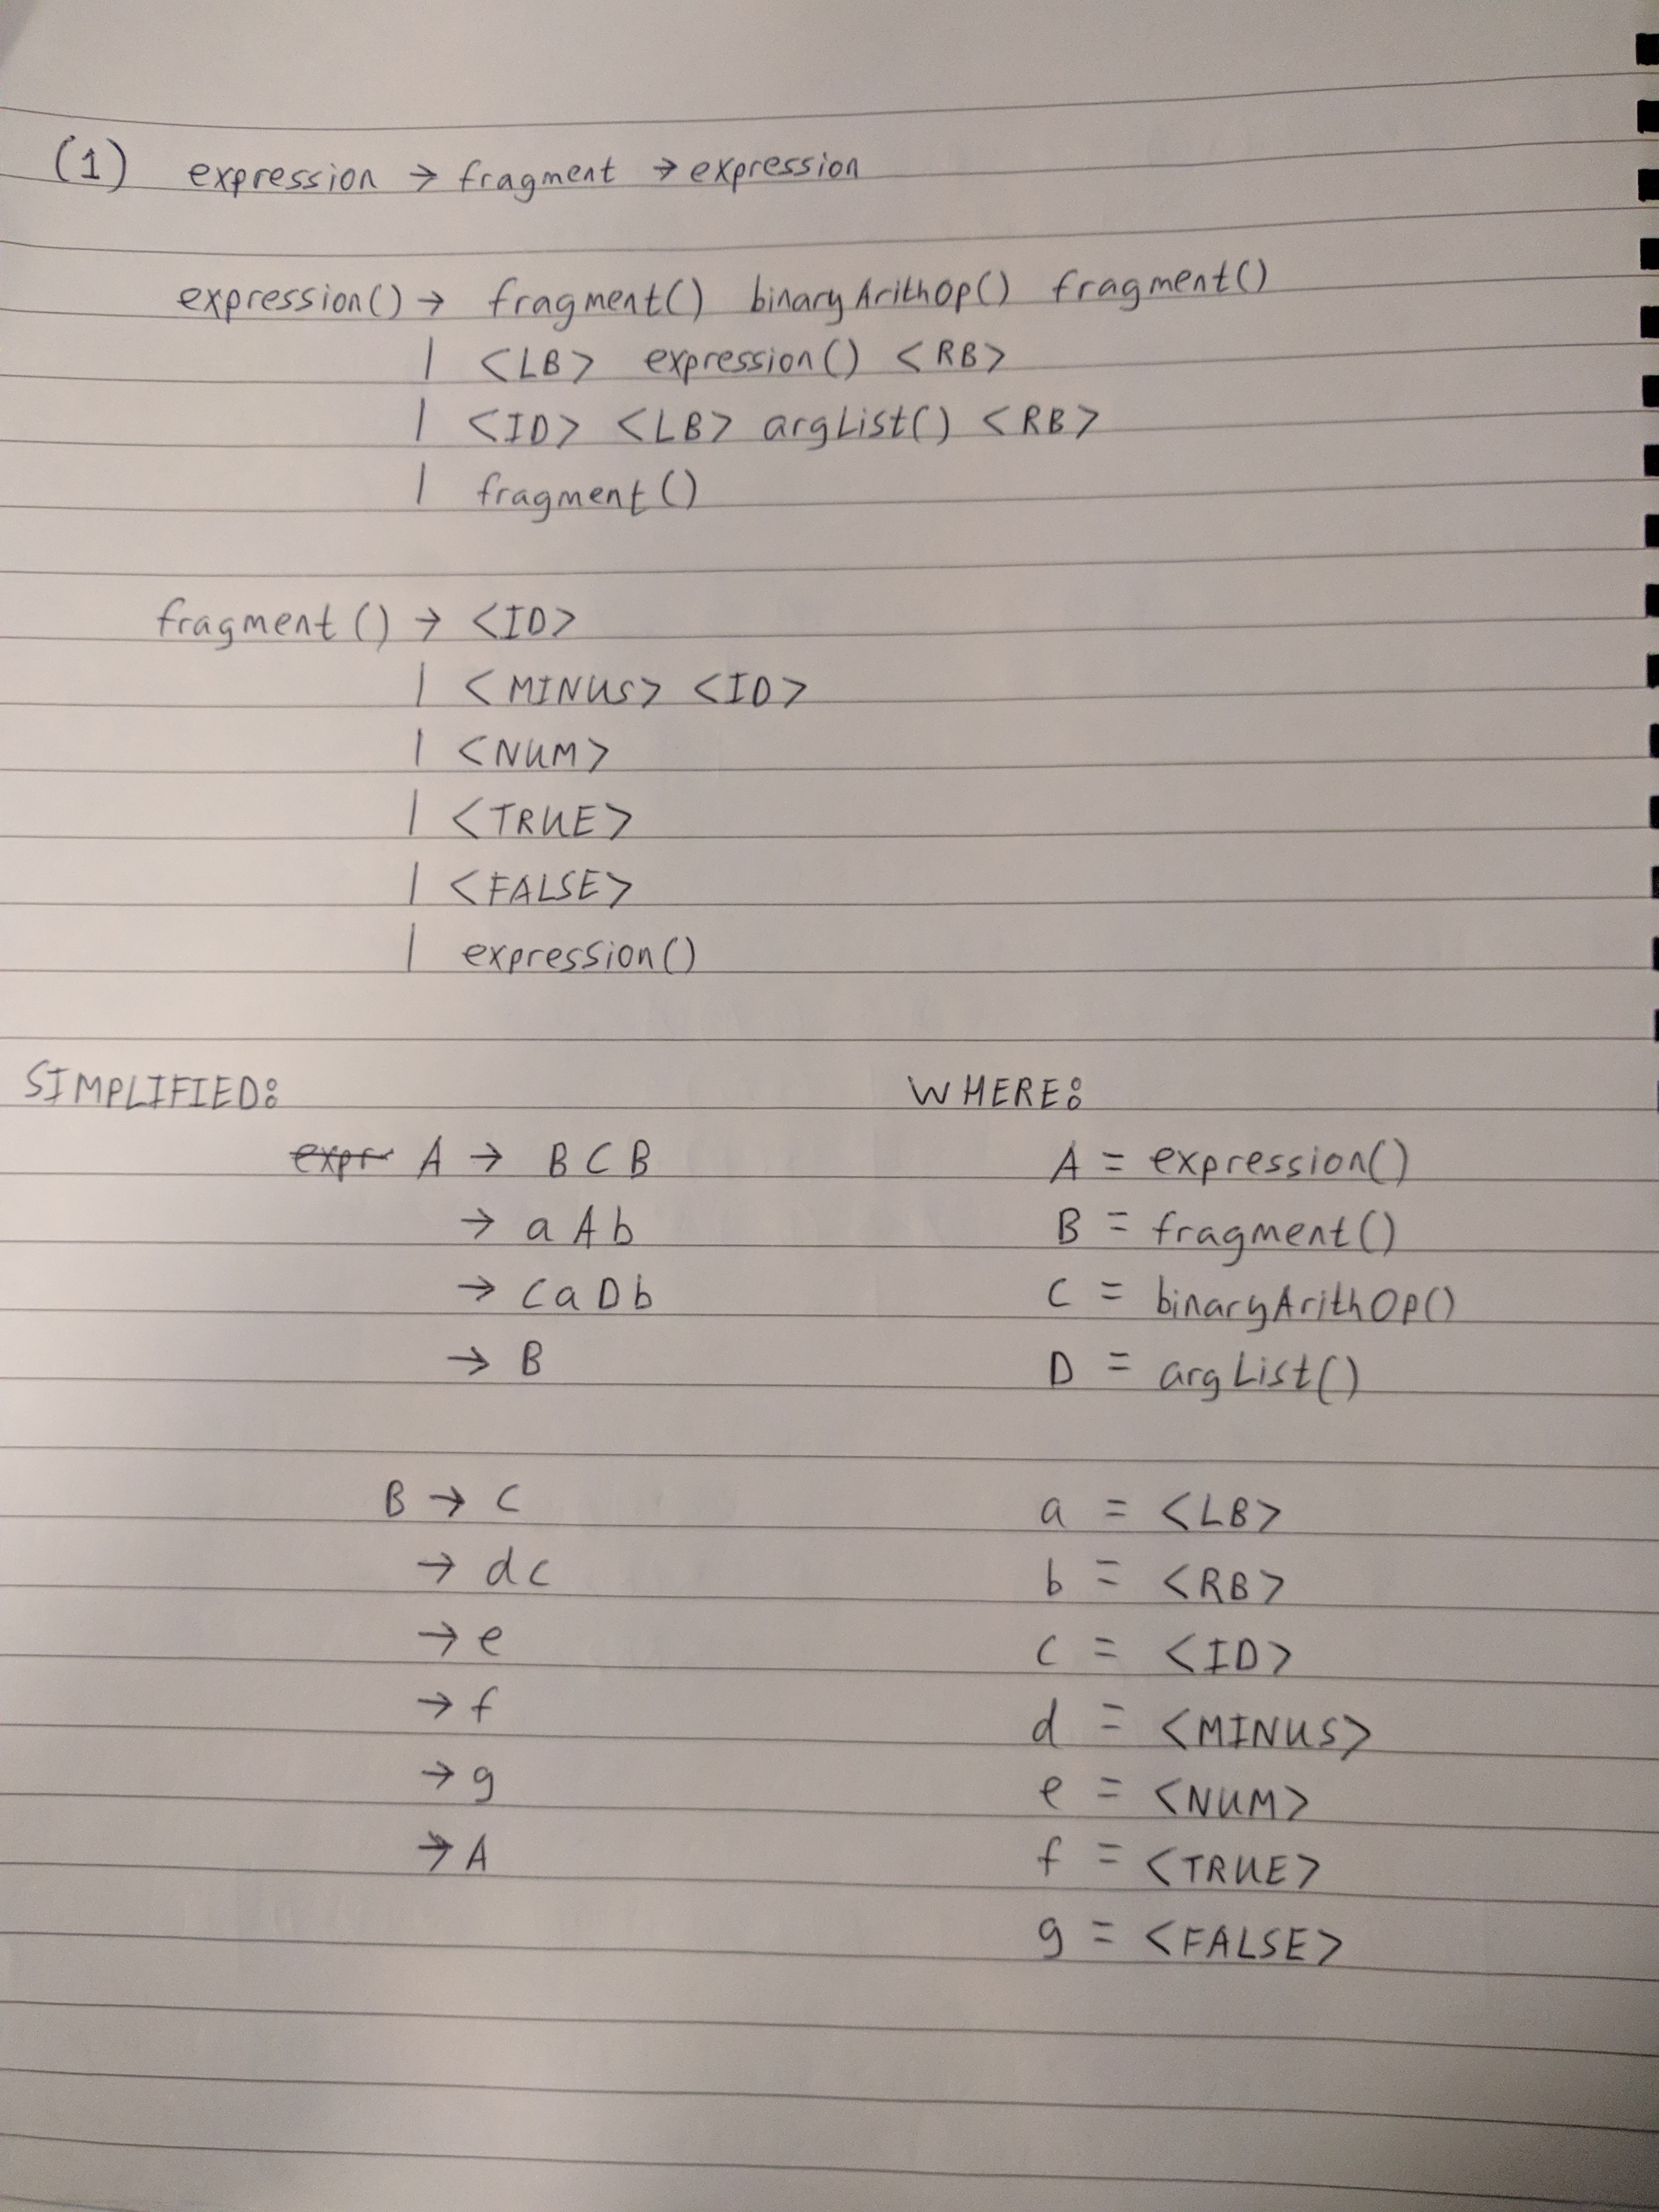 (1) expression → fragment → expression
expression() → fragment() binaryArithOp() fragment()
| <LB> expression() <RB>
| <ID> <LB> argList() <RB>
| fragment()
fragment() → <ID>
| <MINUS> <ID>
| <NUM>
| <TRUE>
| <FALSE>
| expression()
SIMPLIFIED: WHERE:
expr A → B C B A = expression()
→ a A b B = fragment()
→ c a D b C = binaryArithOp()
→ B D = argList()
B → c a = <LB>
→ d c b = <RB>
→ e c = <ID>
→ f d = <MINUS>
→ g e = <NUM>
→ A f = <TRUE>
g = <FALSE>